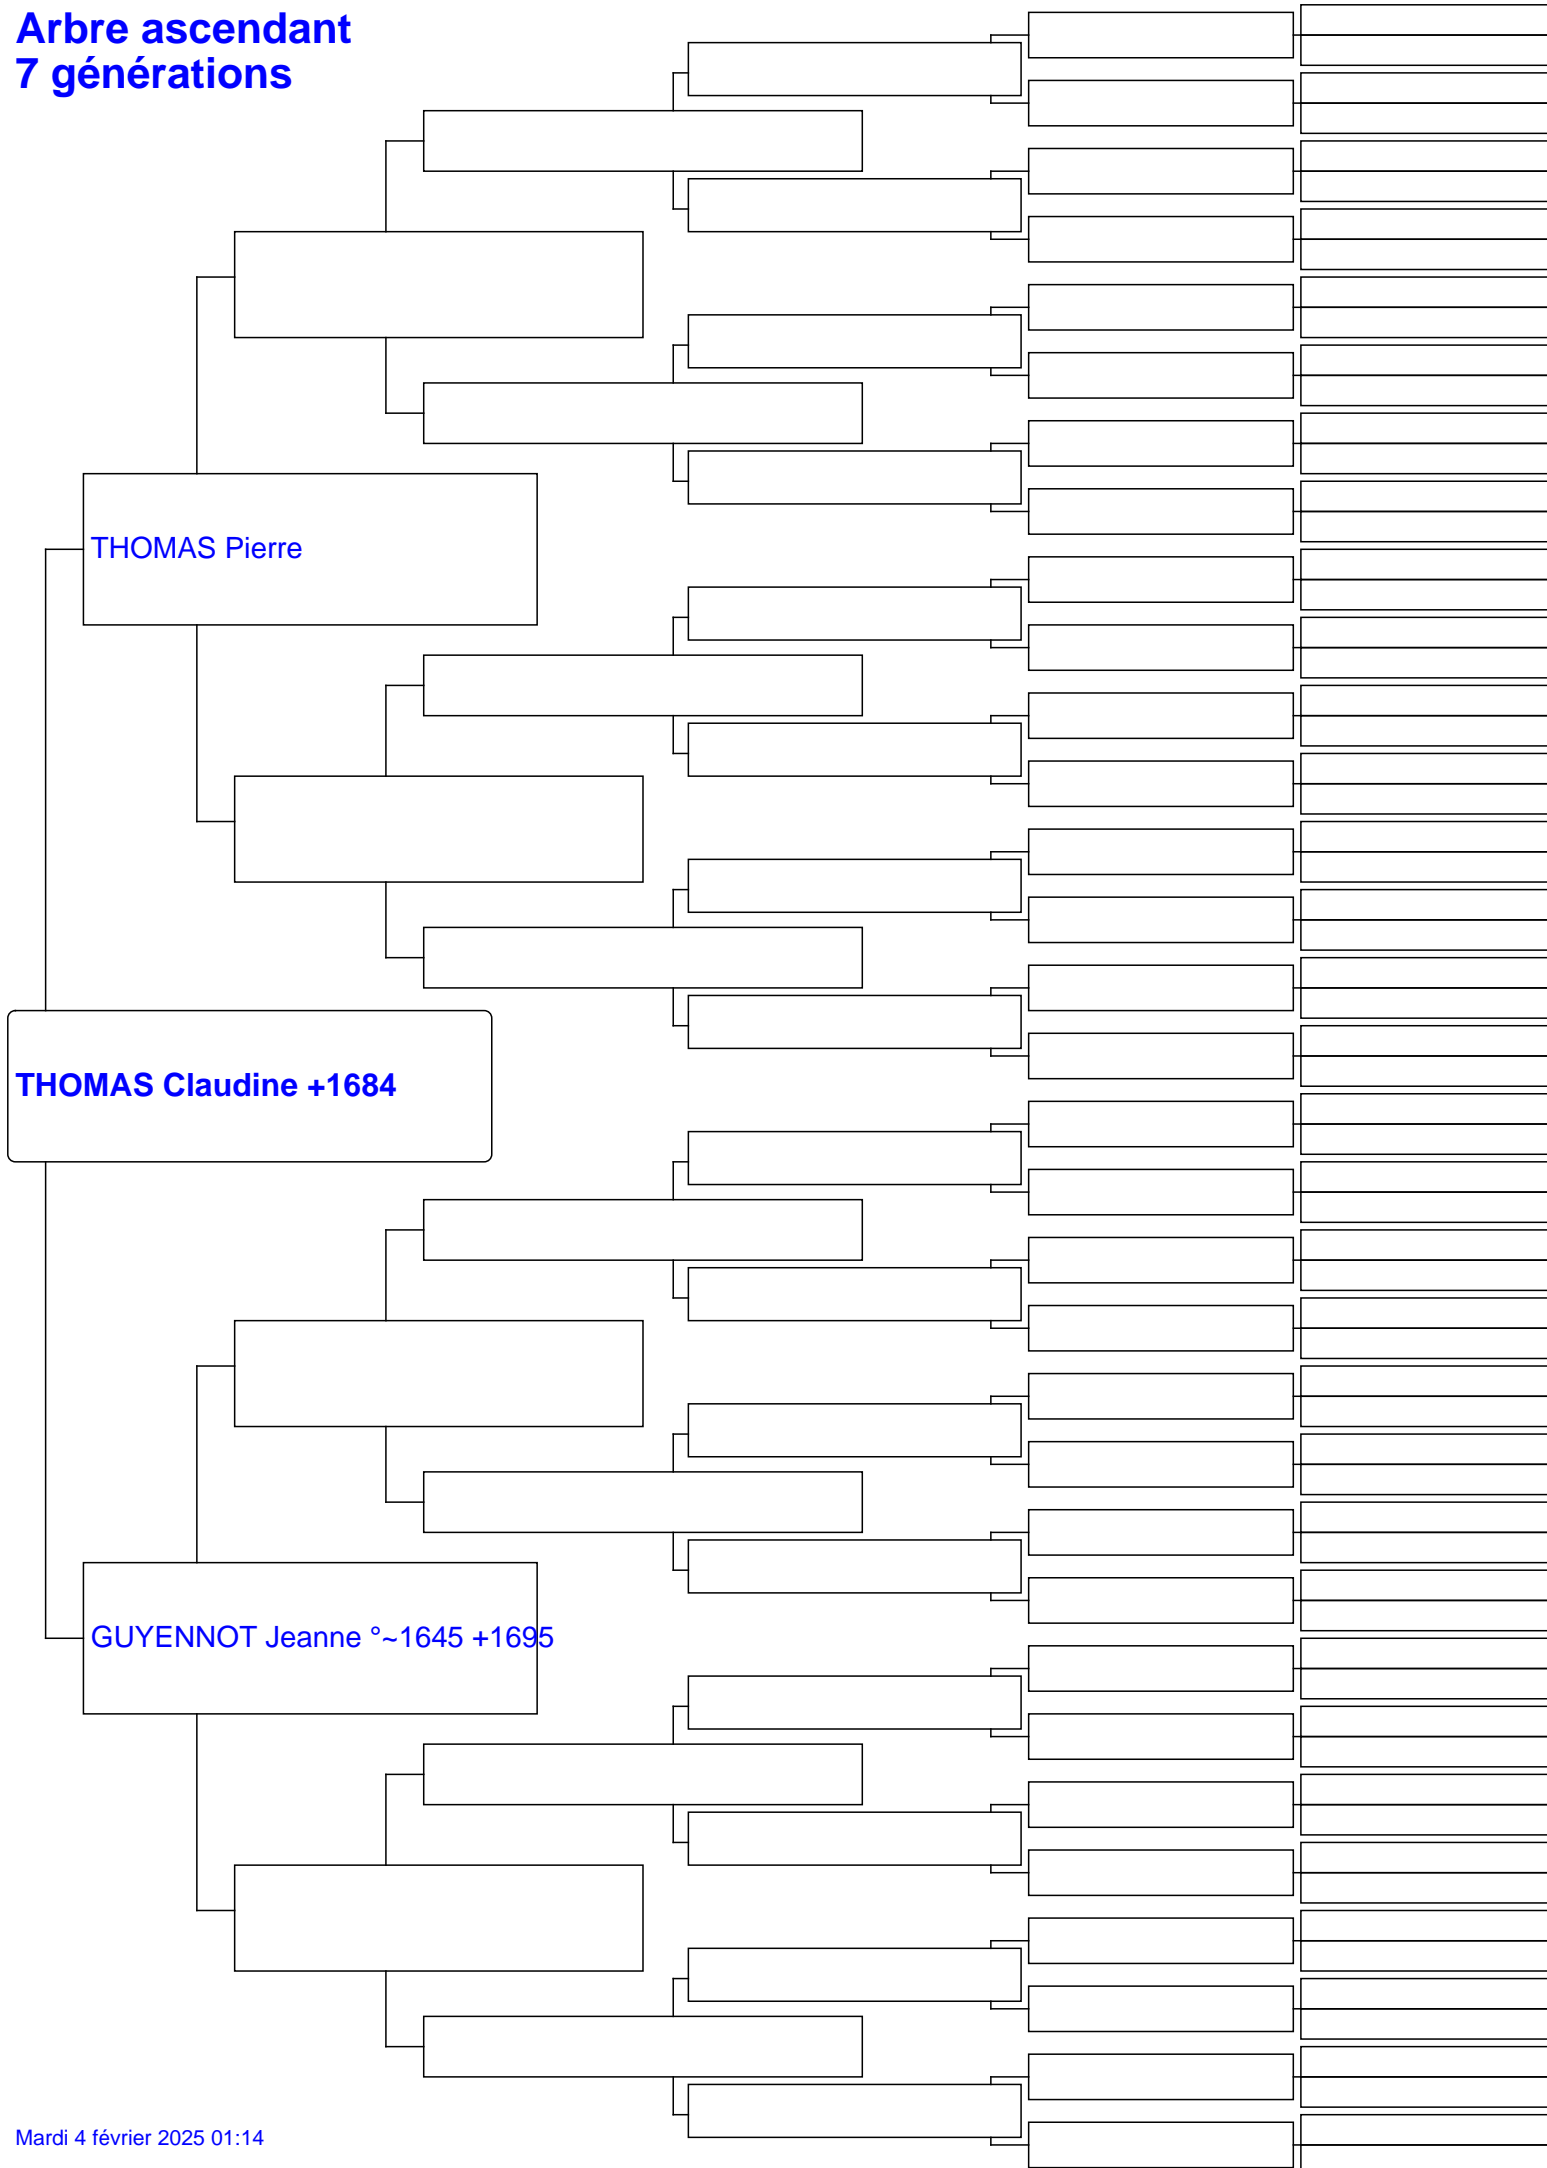 Arbre ascendant
7 générations
THOMAS Pierre
THOMAS Claudine +1684
GUYENNOT Jeanne °~1645 +1695
Mardi 4 février 2025 01:14